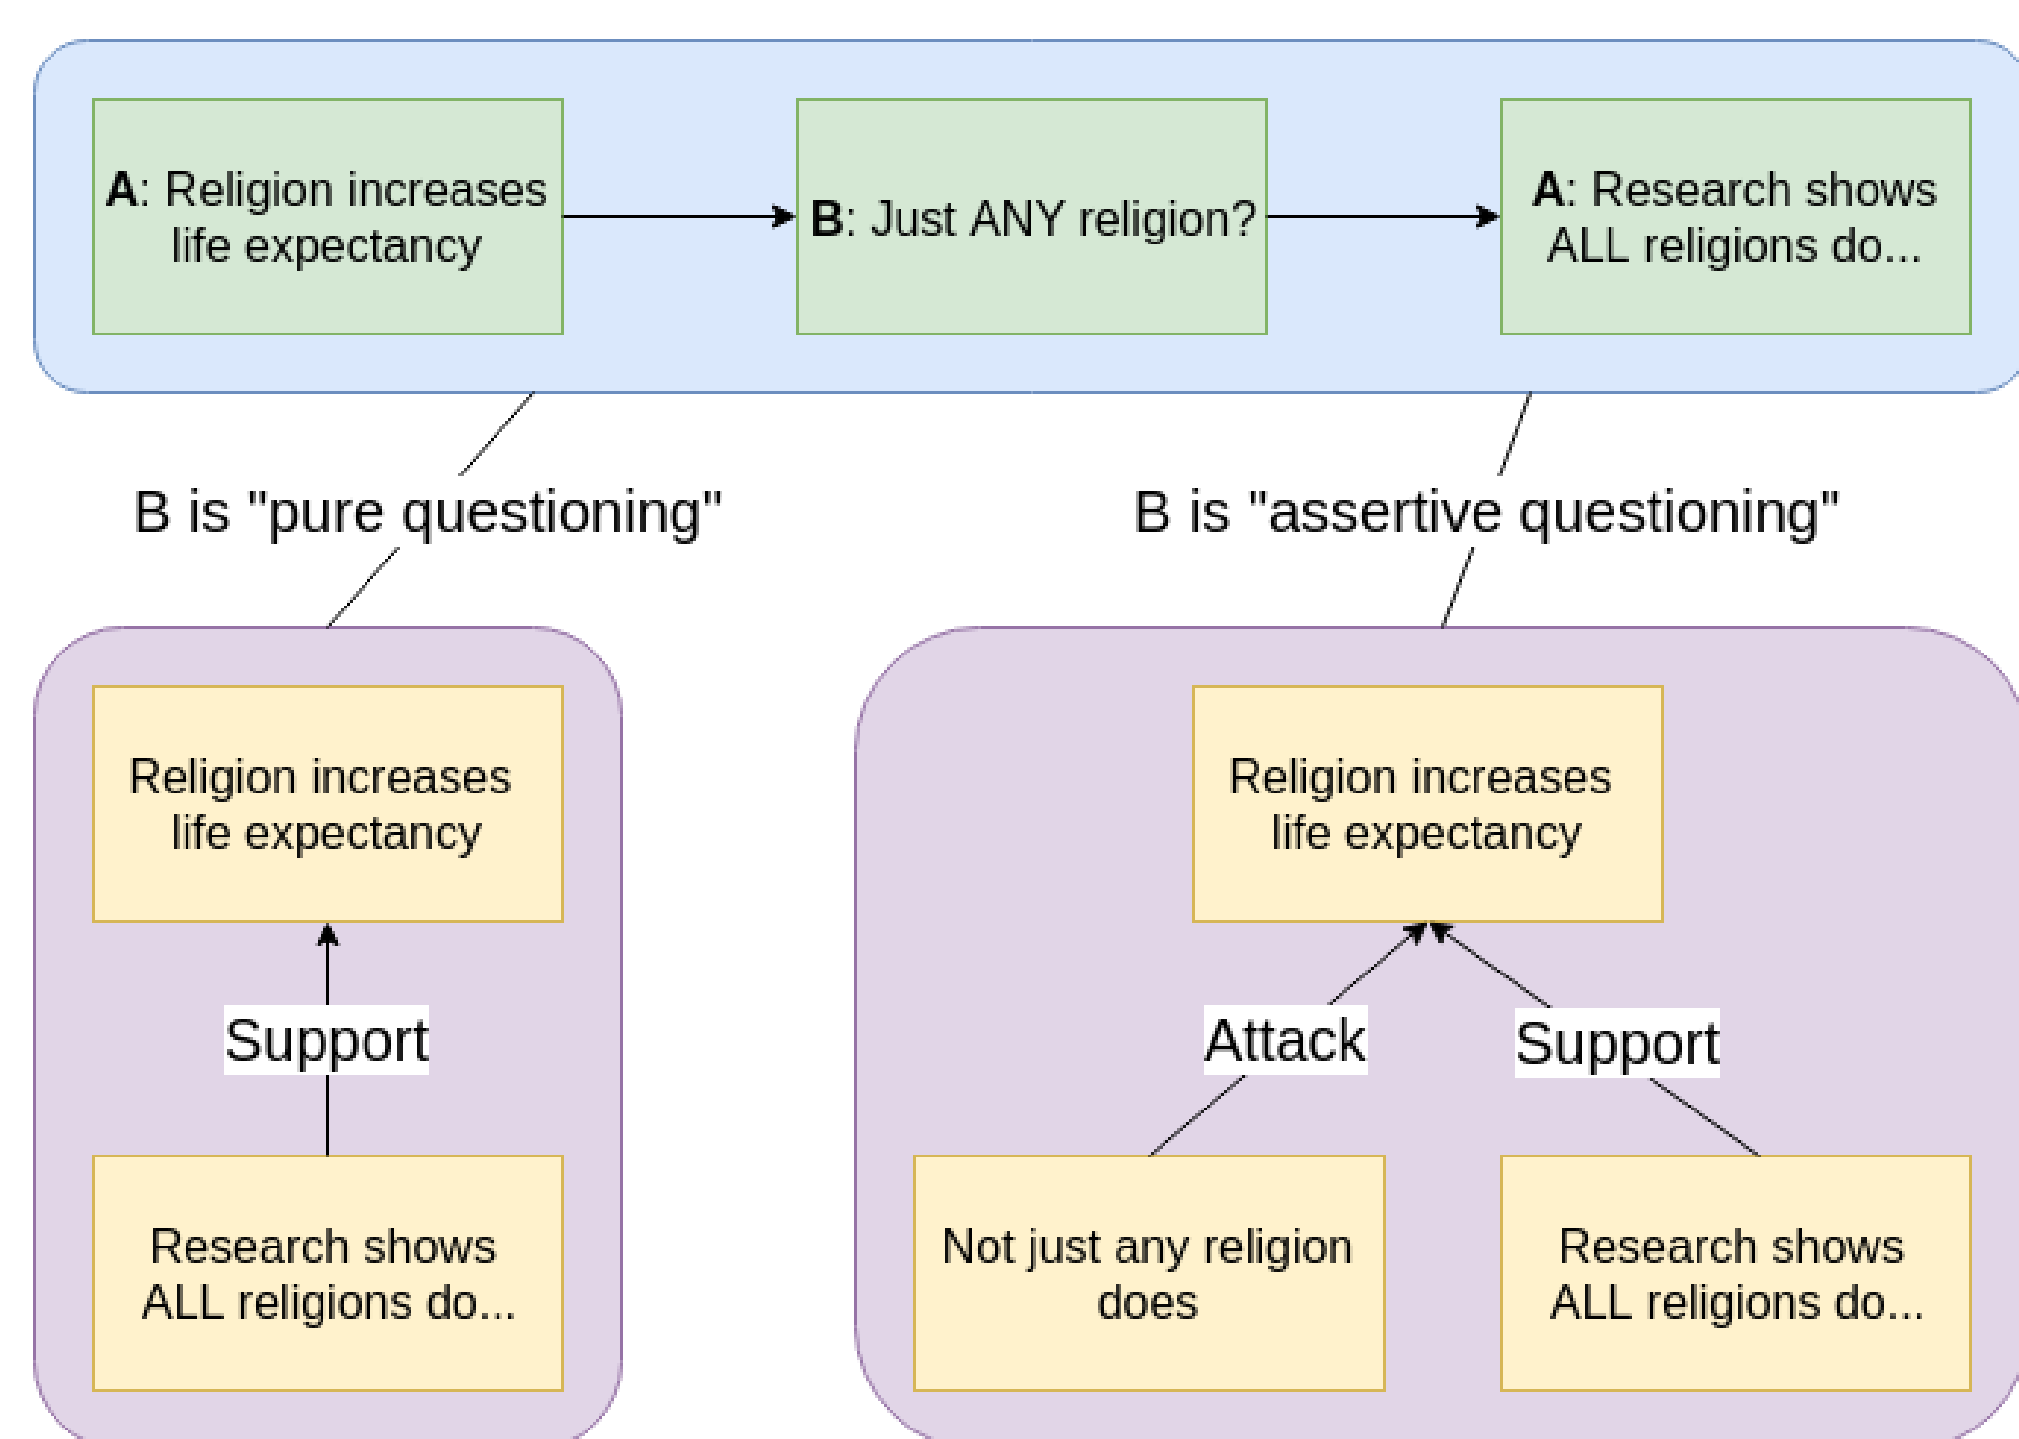 A: Religion increases
life expectancy
B: Just ANY religion?
A: Research shows
ALL religions do...
B is "pure questioning"
B is "assertive questioning"
Religion increases
life expectancy
Support
Research shows
ALL religions do...
Religion increases
life expectancy
Attack
Support
Not just any religion
does
Research shows
ALL religions do...